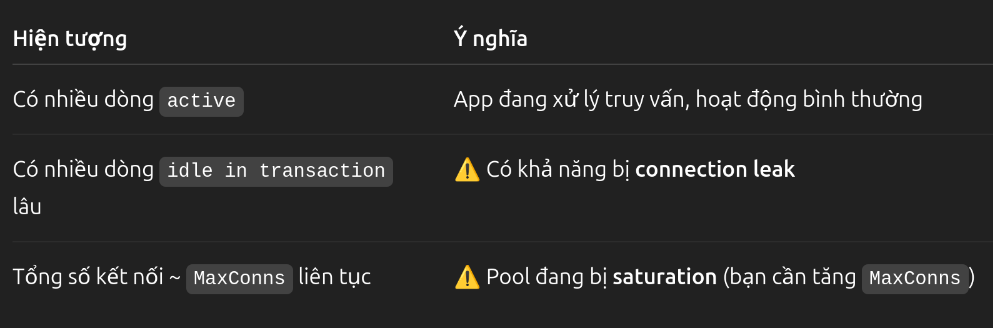 Hiện tượng Ý nghĩa
Có nhiều dòng active App đang xử lý truy vấn, hoạt động bình thường
Có nhiều dòng idle in transaction ⚠️ Có khả năng bị connection leak
lâu
Tổng số kết nối ~ MaxConns liên tục ⚠️ Pool đang bị saturation (bạn cần tăng MaxConns)